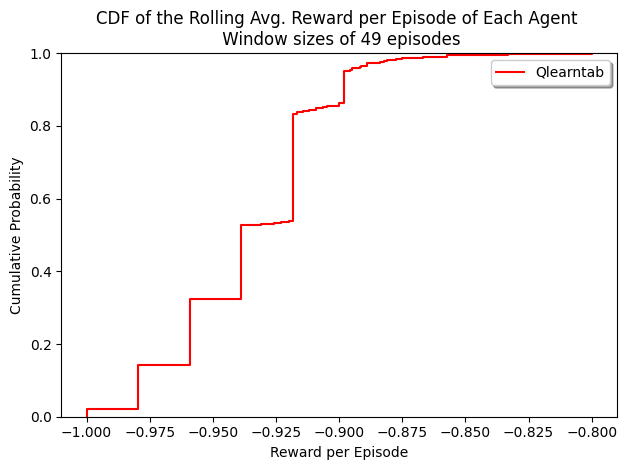 CDF of the Rolling Avg. Reward per Episode of Each Agent
Window sizes of 49 episodes
Qlearntab
Cumulative Probability
1.0
0.8
0.6
0.4
0.2
0.0
−1.000 −0.975 −0.950 −0.925 −0.900 −0.875 −0.850 −0.825 −0.800
Reward per Episode